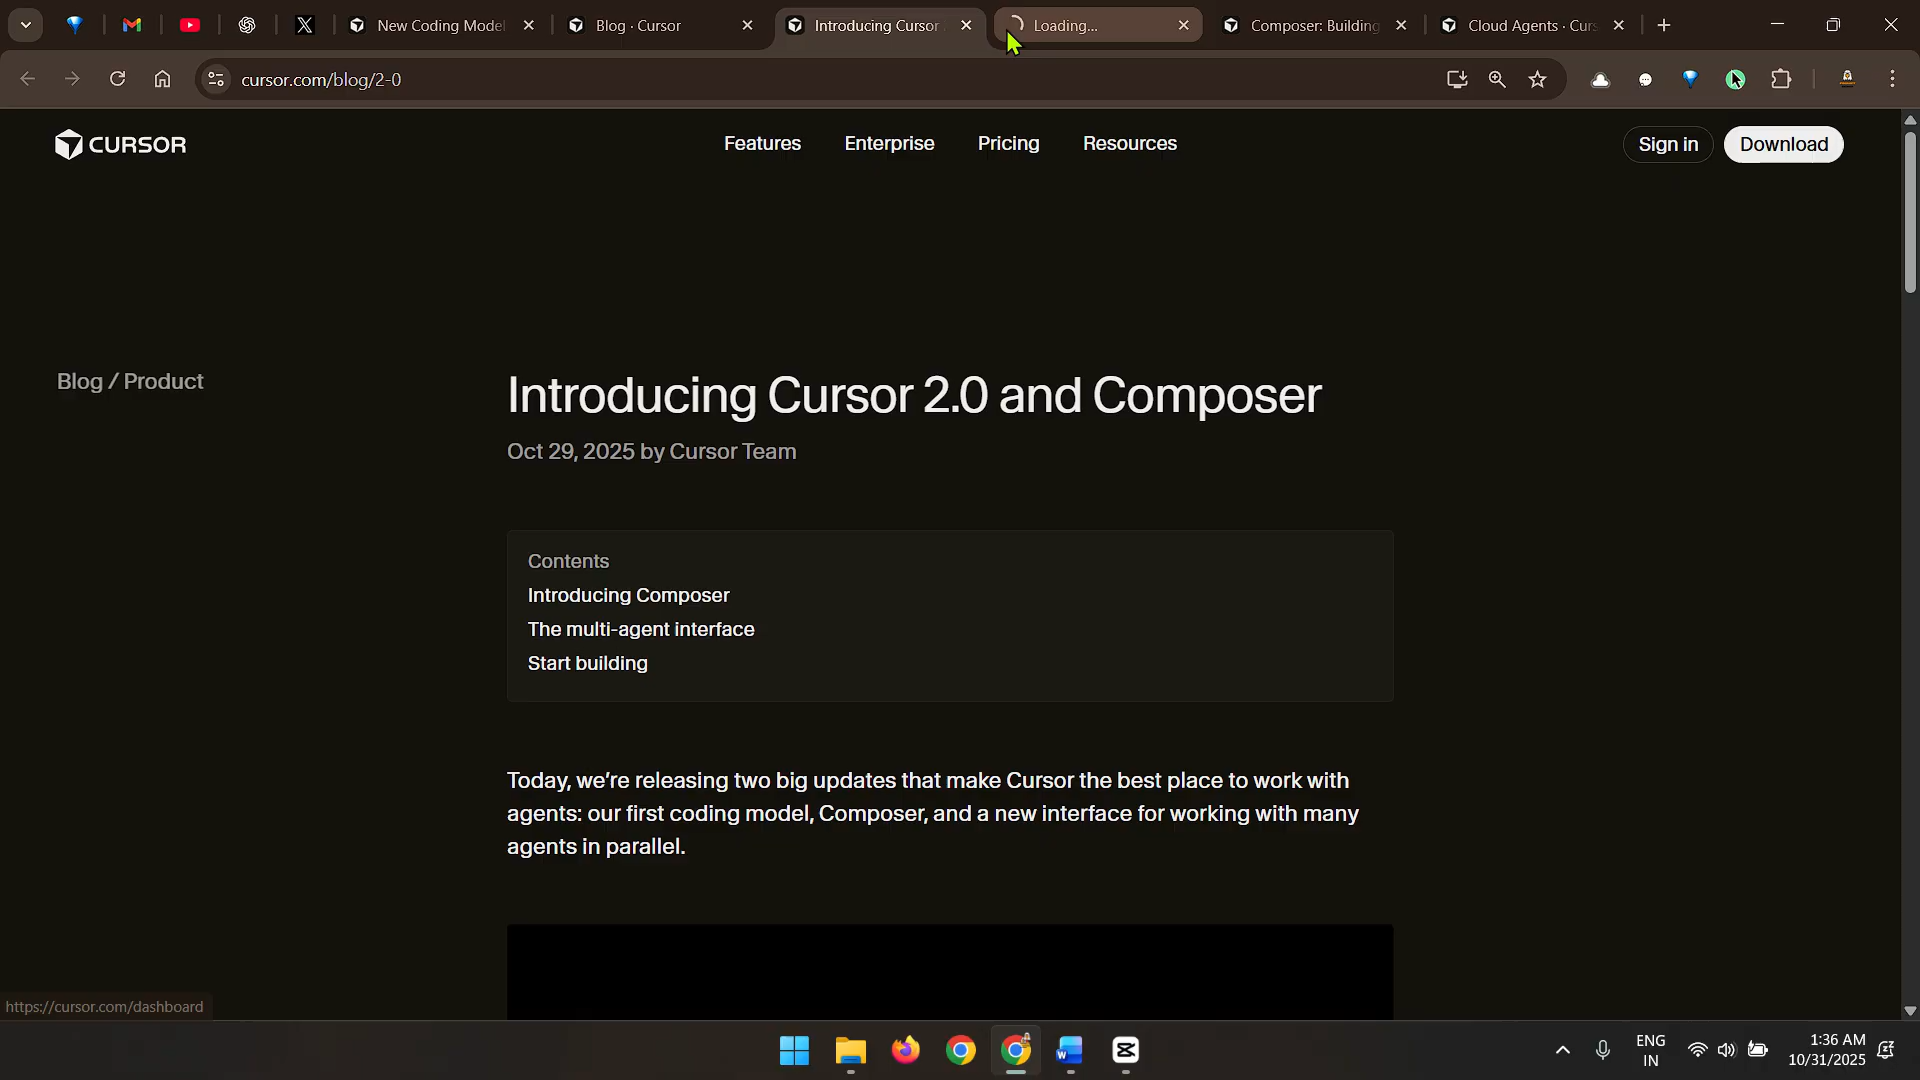 New Coding Model
Blog · Cursor
Introducing Cursor
Loading...
Composer: Building
Cloud Agents · Curs
cursor.com/blog/2-0
CURSOR
Features
Enterprise
Pricing
Resources
Sign in
Download
Blog / Product
Introducing Cursor 2.0 and Composer
Oct 29, 2025 by Cursor Team
Contents
Introducing Composer
The multi-agent interface
Start building
Today, we’re releasing two big updates that make Cursor the best place to work with
agents: our first coding model, Composer, and a new interface for working with many
agents in parallel.
https://cursor.com/dashboard
ENG
IN
1:36 AM
10/31/2025